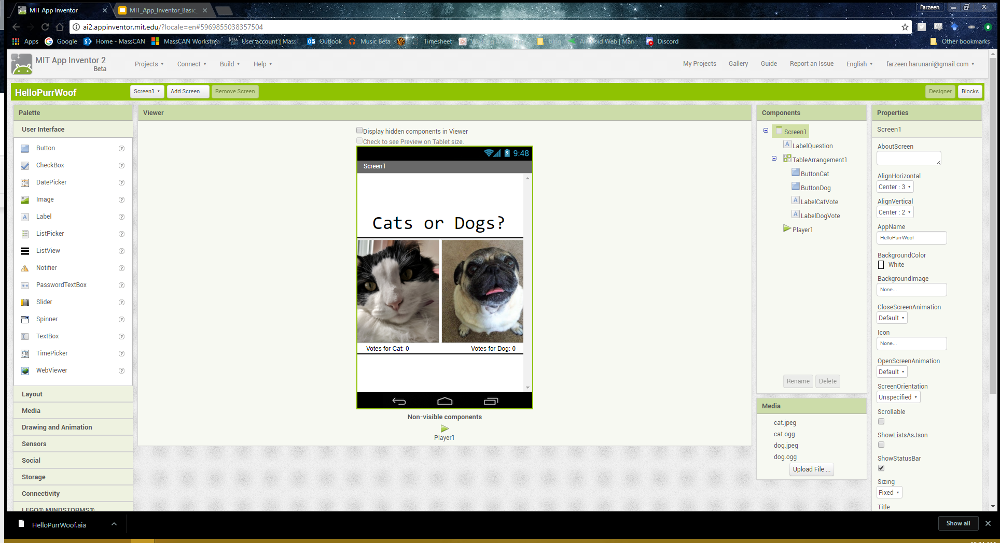 MIT App Inventor
MIT_App_Inventor_Basic
Farzeen
ai2.appinventor.mit.edu/?locale=en#5969855038357504
Apps
Google
Home - MassCAN
MassCAN Workstre
User account | Mass
Outlook
Music Beta
Timesheet
blog
AirDroid Web | Mana
Discord
Other bookmarks
MIT App Inventor 2
Beta
Projects
Connect
Build
Help
My Projects
Gallery
Guide
Report an Issue
English
farzeen.harunani@gmail.com
HelloPurrWoof
Screen1
Add Screen ...
Remove Screen
Designer
Blocks
Palette
User Interface
Button
CheckBox
DatePicker
Image
Label
ListPicker
ListView
Notifier
PasswordTextBox
Slider
Spinner
TextBox
TimePicker
WebViewer
Layout
Media
Drawing and Animation
Sensors
Social
Storage
Connectivity
LEGO® MINDSTORMS®
Viewer
Display hidden components in Viewer
Check to see Preview on Tablet size.
9:48
Screen1
Cats or Dogs?
Votes for Cat: 0
Votes for Dog: 0
Non-visible components
Player1
Components
Screen1
LabelQuestion
TableArrangement1
ButtonCat
ButtonDog
LabelCatVote
LabelDogVote
Player1
Rename
Delete
Media
cat.jpeg
cat.ogg
dog.jpeg
dog.ogg
Upload File ...
Properties
Screen1
AboutScreen
AlignHorizontal
Center : 3
AlignVertical
Center : 2
AppName
HelloPurrWoof
BackgroundColor
White
BackgroundImage
None...
CloseScreenAnimation
Default
Icon
None...
OpenScreenAnimation
Default
ScreenOrientation
Unspecified
Scrollable
ShowListsAsJson
ShowStatusBar
Sizing
Fixed
Title
HelloPurrWoof.aia
Show all